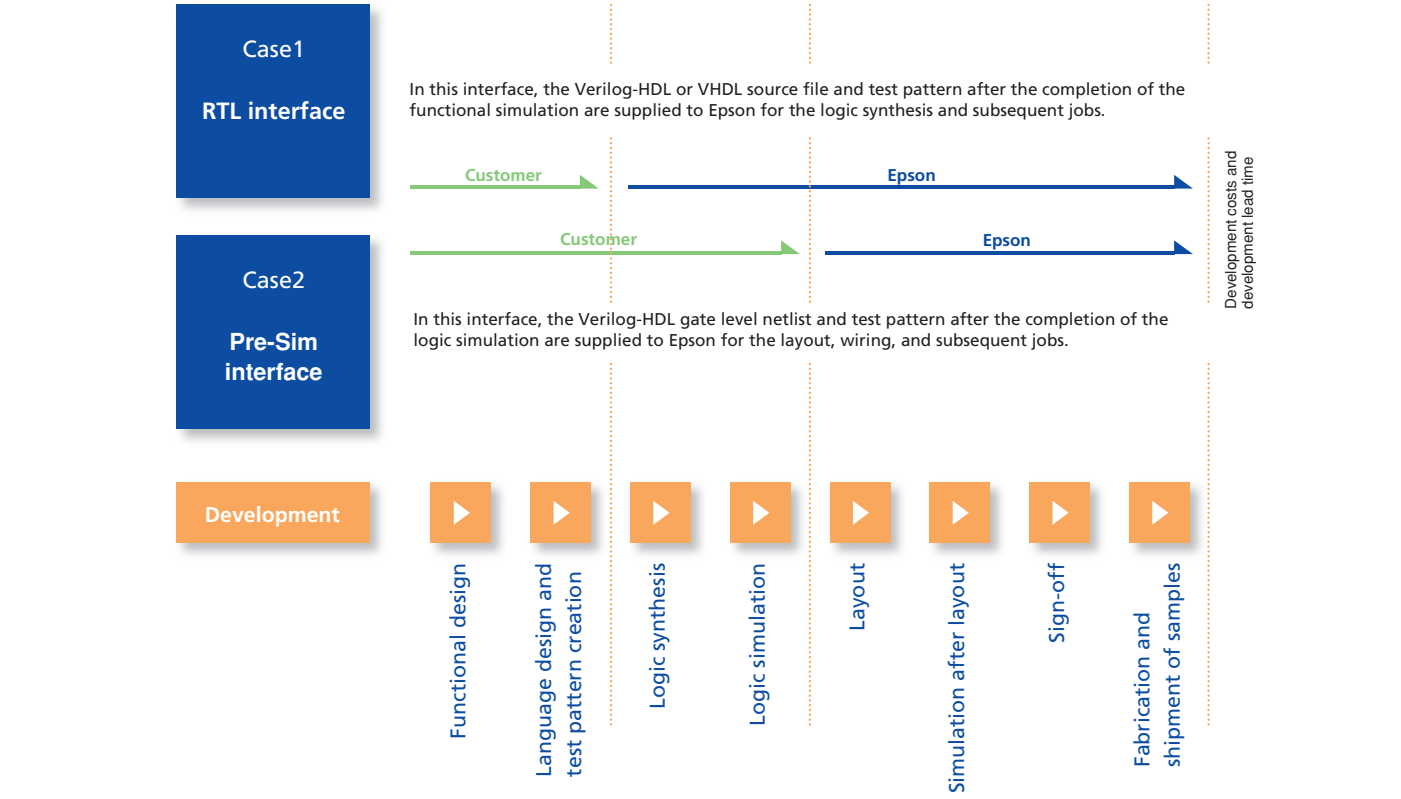 Case1
RTL interface
In this interface, the Verilog-HDL or VHDL source file and test pattern after the completion of the
functional simulation are supplied to Epson for the logic synthesis and subsequent jobs.
Customer
Epson
Development costs and
development lead time
Customer
Epson
Case2
Pre-Sim
interface
In this interface, the Verilog-HDL gate level netlist and test pattern after the completion of the
logic simulation are supplied to Epson for the layout, wiring, and subsequent jobs.
Development
Functional design
Language design and
test pattern creation
Logic synthesis
Logic simulation
Layout
Simulation after layout
Sign-off
Fabrication and
shipment of samples